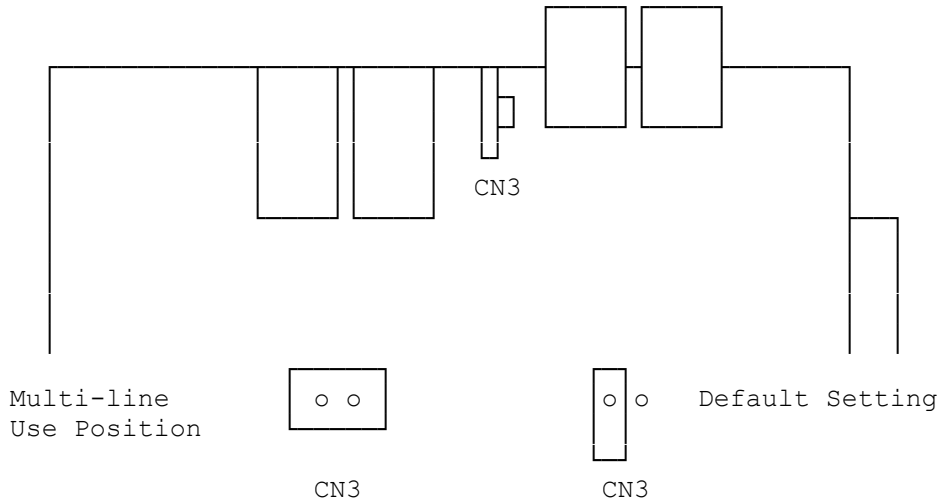 CN3
Multi-line
Use Position
Default Setting
CN3
CN3